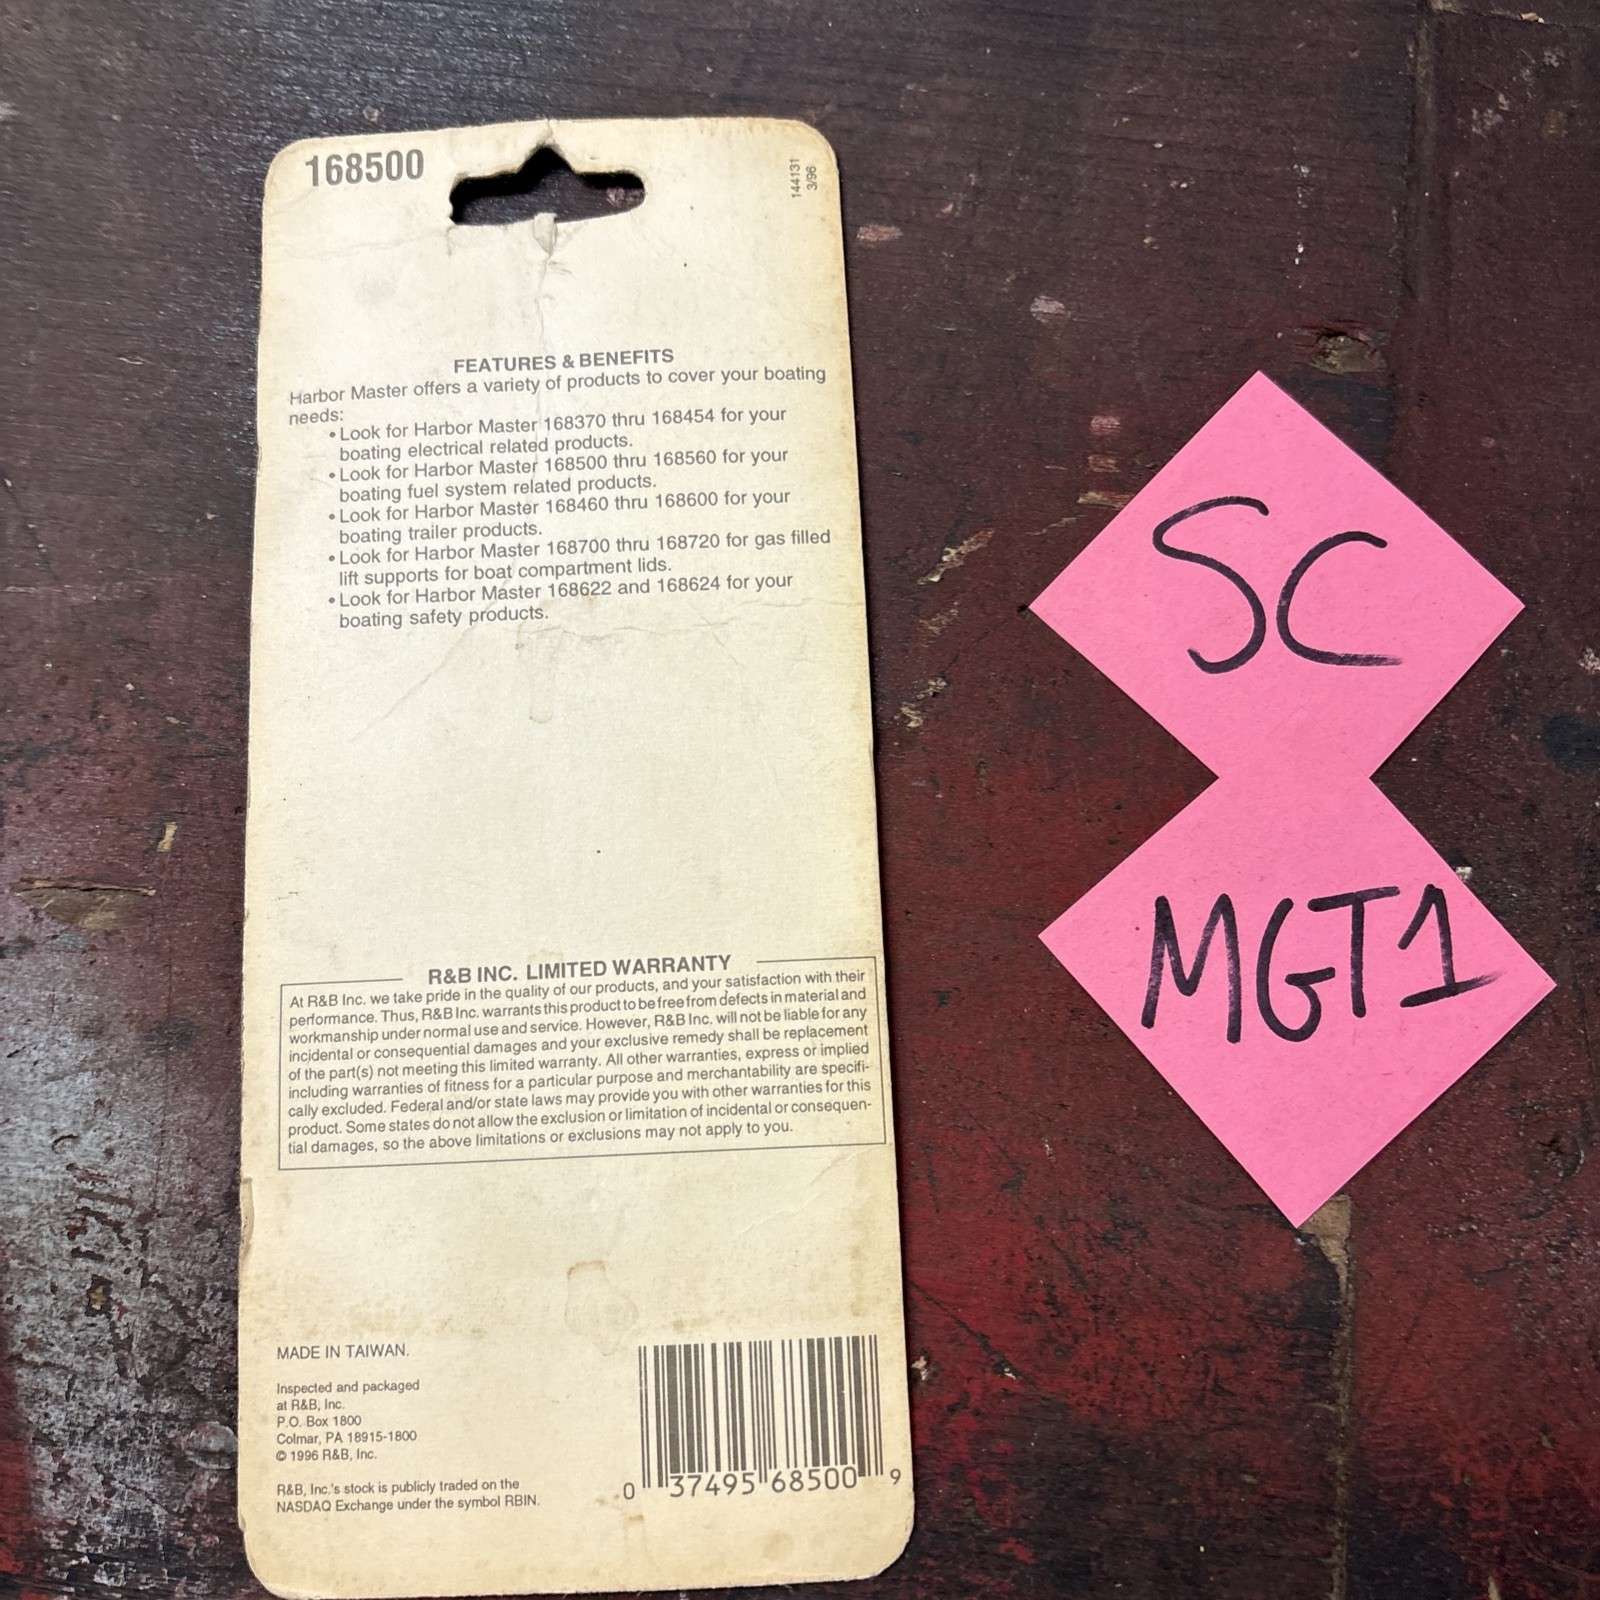 168500
144131
3/96
FEATURES & BENEFITS
Harbor Master offers a variety of products to cover your boating
needs:
• Look for Harbor Master 168370 thru 168454 for your
boating electrical related products.
• Look for Harbor Master 168500 thru 168560 for your
boating fuel system related products.
• Look for Harbor Master 168460 thru 168600 for your
boating trailer products.
• Look for Harbor Master 168700 thru 168720 for gas filled
lift supports for boat compartment lids.
• Look for Harbor Master 168622 and 168624 for your
boating safety products.
R&B INC. LIMITED WARRANTY
At R&B Inc. we take pride in the quality of our products, and your satisfaction with their
performance. Thus, R&B Inc. warrants this product to be free from defects in material and
workmanship under normal use and service. However, R&B Inc. will not be liable for any
incidental or consequential damages and your exclusive remedy shall be replacement
of the part(s) not meeting this limited warranty. All other warranties, express or implied
including warranties of fitness for a particular purpose and merchantability are specifi-
cally excluded. Federal and/or state laws may provide you with other warranties for this
product. Some states do not allow the exclusion or limitation of incidental or consequen-
tial damages, so the above limitations or exclusions may not apply to you.
MADE IN TAIWAN.
Inspected and packaged
at R&B, Inc.
P.O. Box 1800
Colmar, PA 18915-1800
© 1996 R&B, Inc.
R&B, Inc.'s stock is publicly traded on the
NASDAQ Exchange under the symbol RBIN.
0 37495 68500 9
SC
MGT1